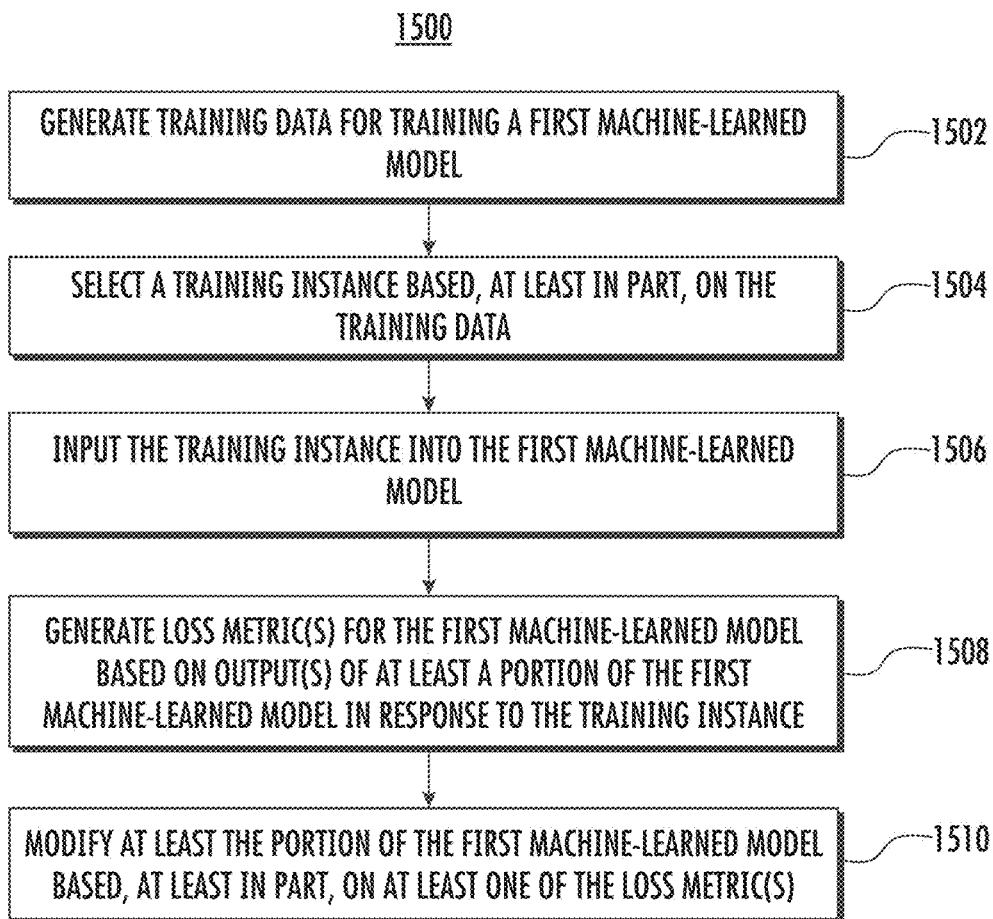 1500
GENERATE TRAINING DATA FOR TRAINING A FIRST MACHINE-LEARNED
MODEL
1502
SELECT A TRAINING INSTANCE BASED, AT LEAST IN PART, ON THE
TRAINING DATA
1504
INPUT THE TRAINING INSTANCE INTO THE FIRST MACHINE-LEARNED
MODEL
1506
GENERATE LOSS METRIC(S) FOR THE FIRST MACHINE-LEARNED MODEL
BASED ON OUTPUT(S) OF AT LEAST A PORTION OF THE FIRST
MACHINE-LEARNED MODEL IN RESPONSE TO THE TRAINING INSTANCE
1508
MODIFY AT LEAST THE PORTION OF THE FIRST MACHINE-LEARNED MODEL
BASED, AT LEAST IN PART, ON AT LEAST ONE OF THE LOSS METRIC(S)
1510